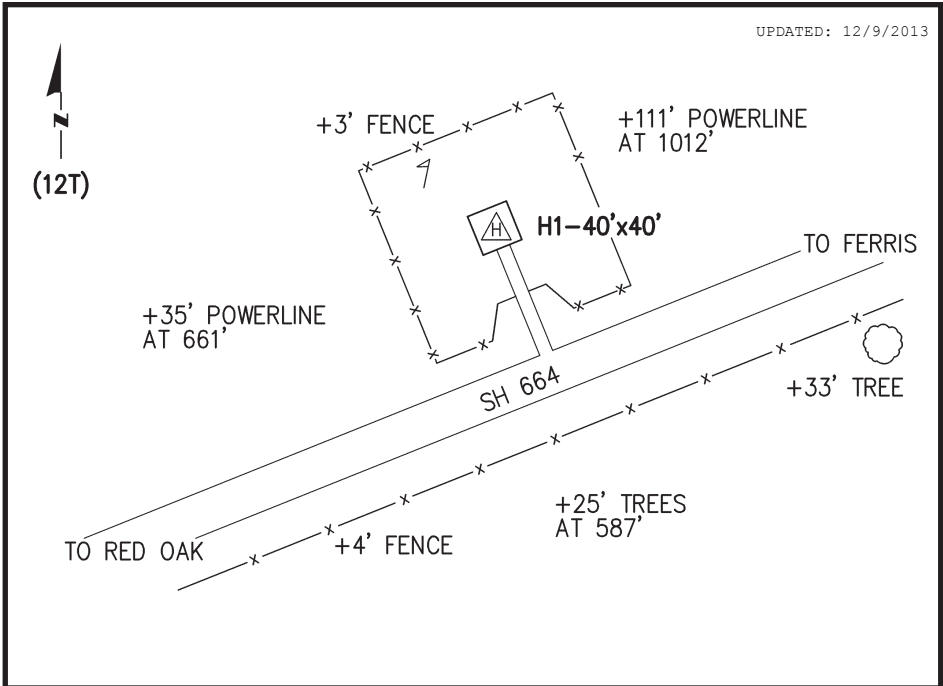 UPDATED: 12/9/2013
N
(12T)
+3' FENCE
+111' POWERLINE
AT 1012'
H
H1-40'x40'
TO FERRIS
+35' POWERLINE
AT 661'
SH 664
+33' TREE
+25' TREES
AT 587'
TO RED OAK
+4' FENCE